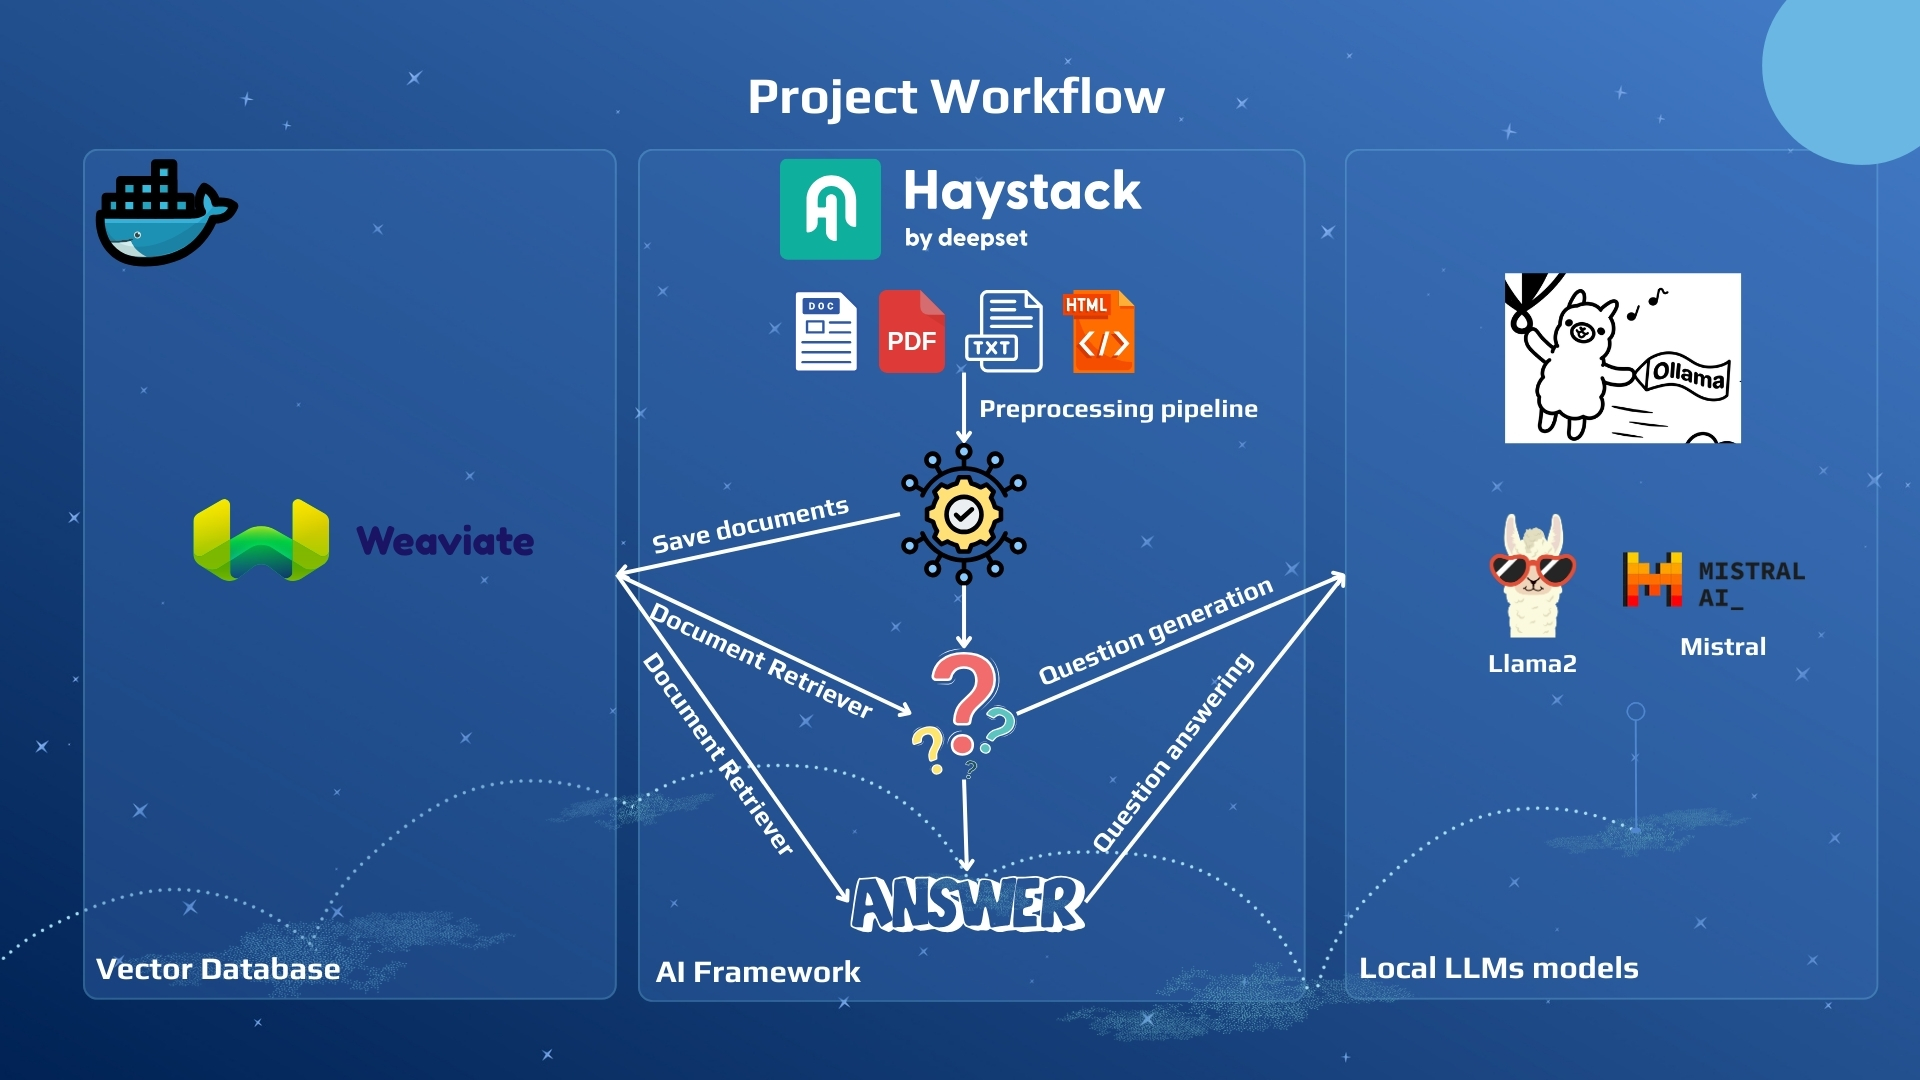 Project Workflow
Haystack
by deepset
DOC
PDF
TXT
HTML
</>
Preprocessing pipeline
Save documents
Document Retriever
Document Retriever
Question generation
Question answering
ANSWER
Weaviate
Vector Database
AI Framework
Ollama
MISTRAL
AI_
Llama2
Mistral
Local LLMs models